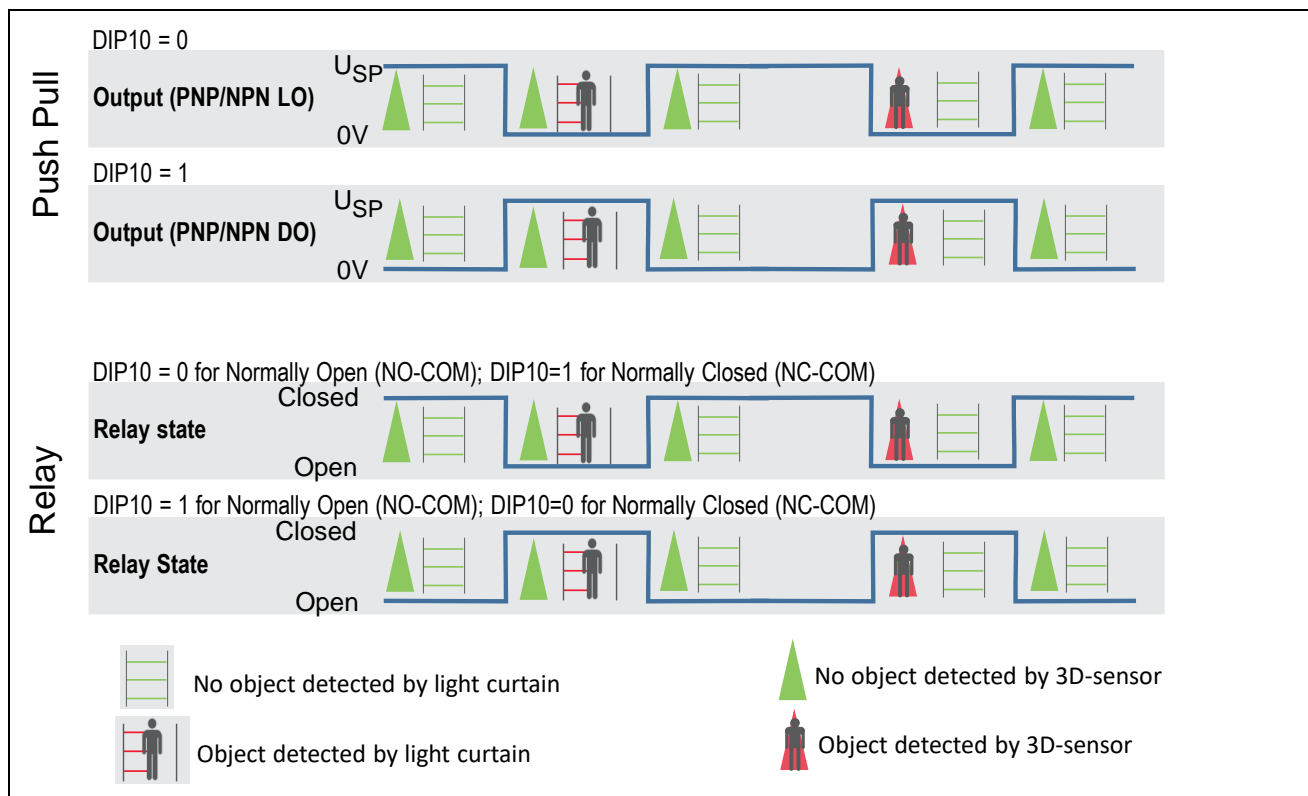 Push Pull
DIP10 = 0
USP
Output (PNP/NPN LO)
0V
DIP10 = 1
USP
Output (PNP/NPN DO)
0V
Relay
DIP10 = 0 for Normally Open (NO-COM); DIP10=1 for Normally Closed (NC-COM)
Closed
Relay state
Open
DIP10 = 1 for Normally Open (NO-COM); DIP10=0 for Normally Closed (NC-COM)
Closed
Relay State
Open
No object detected by light curtain
No object detected by 3D-sensor
Object detected by light curtain
Object detected by 3D-sensor